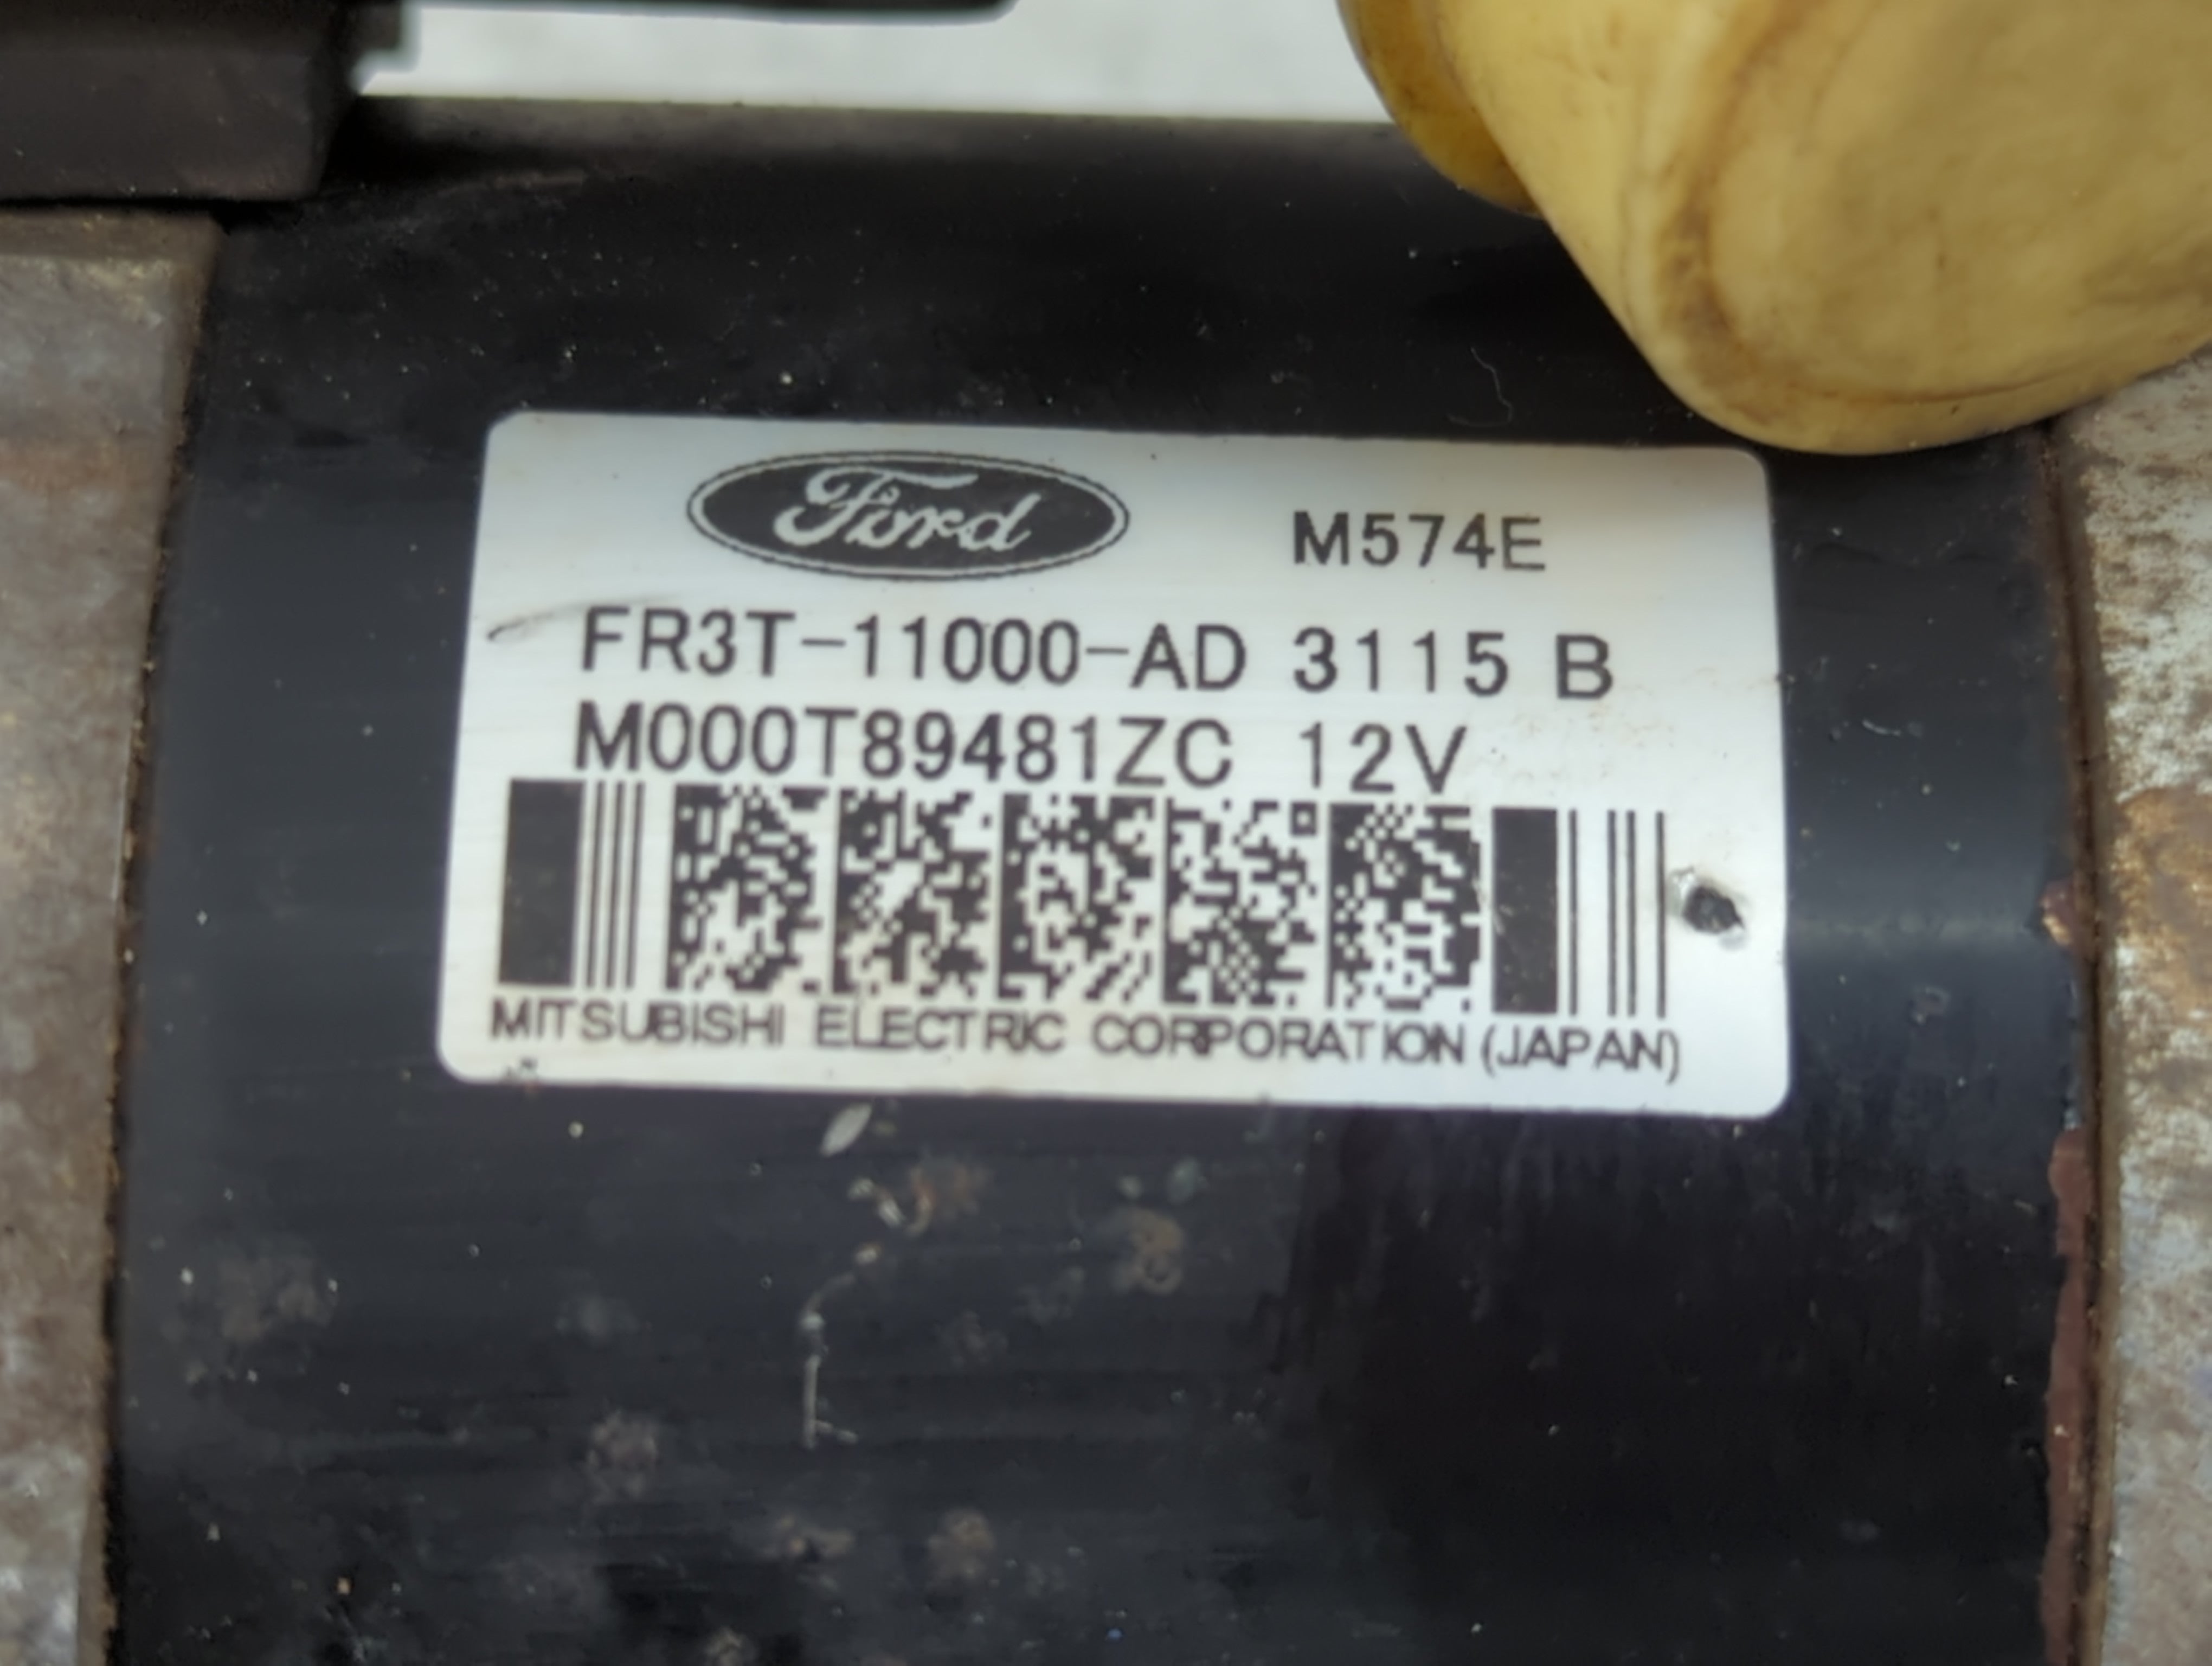 Ford M574E
FR3T-11000-AD 3115 B
M000T89481ZC 12V
MITSUBISHI ELECTRIC CORPORATION (JAPAN)